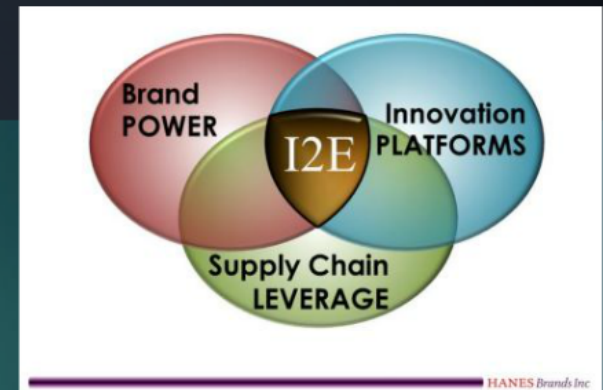 Brand
POWER
Innovation
PLATFORMS
I2E
Supply Chain
LEVERAGE
HANES Brands Inc